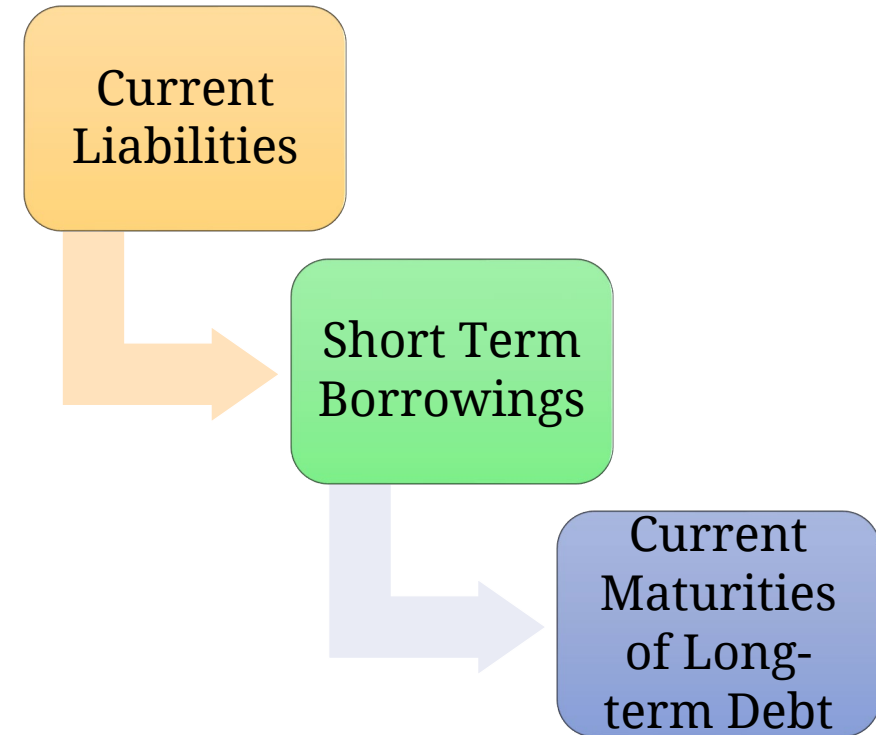 Current
Liabilities
Short Term
Borrowings
Current
Maturities
of Long-
term Debt